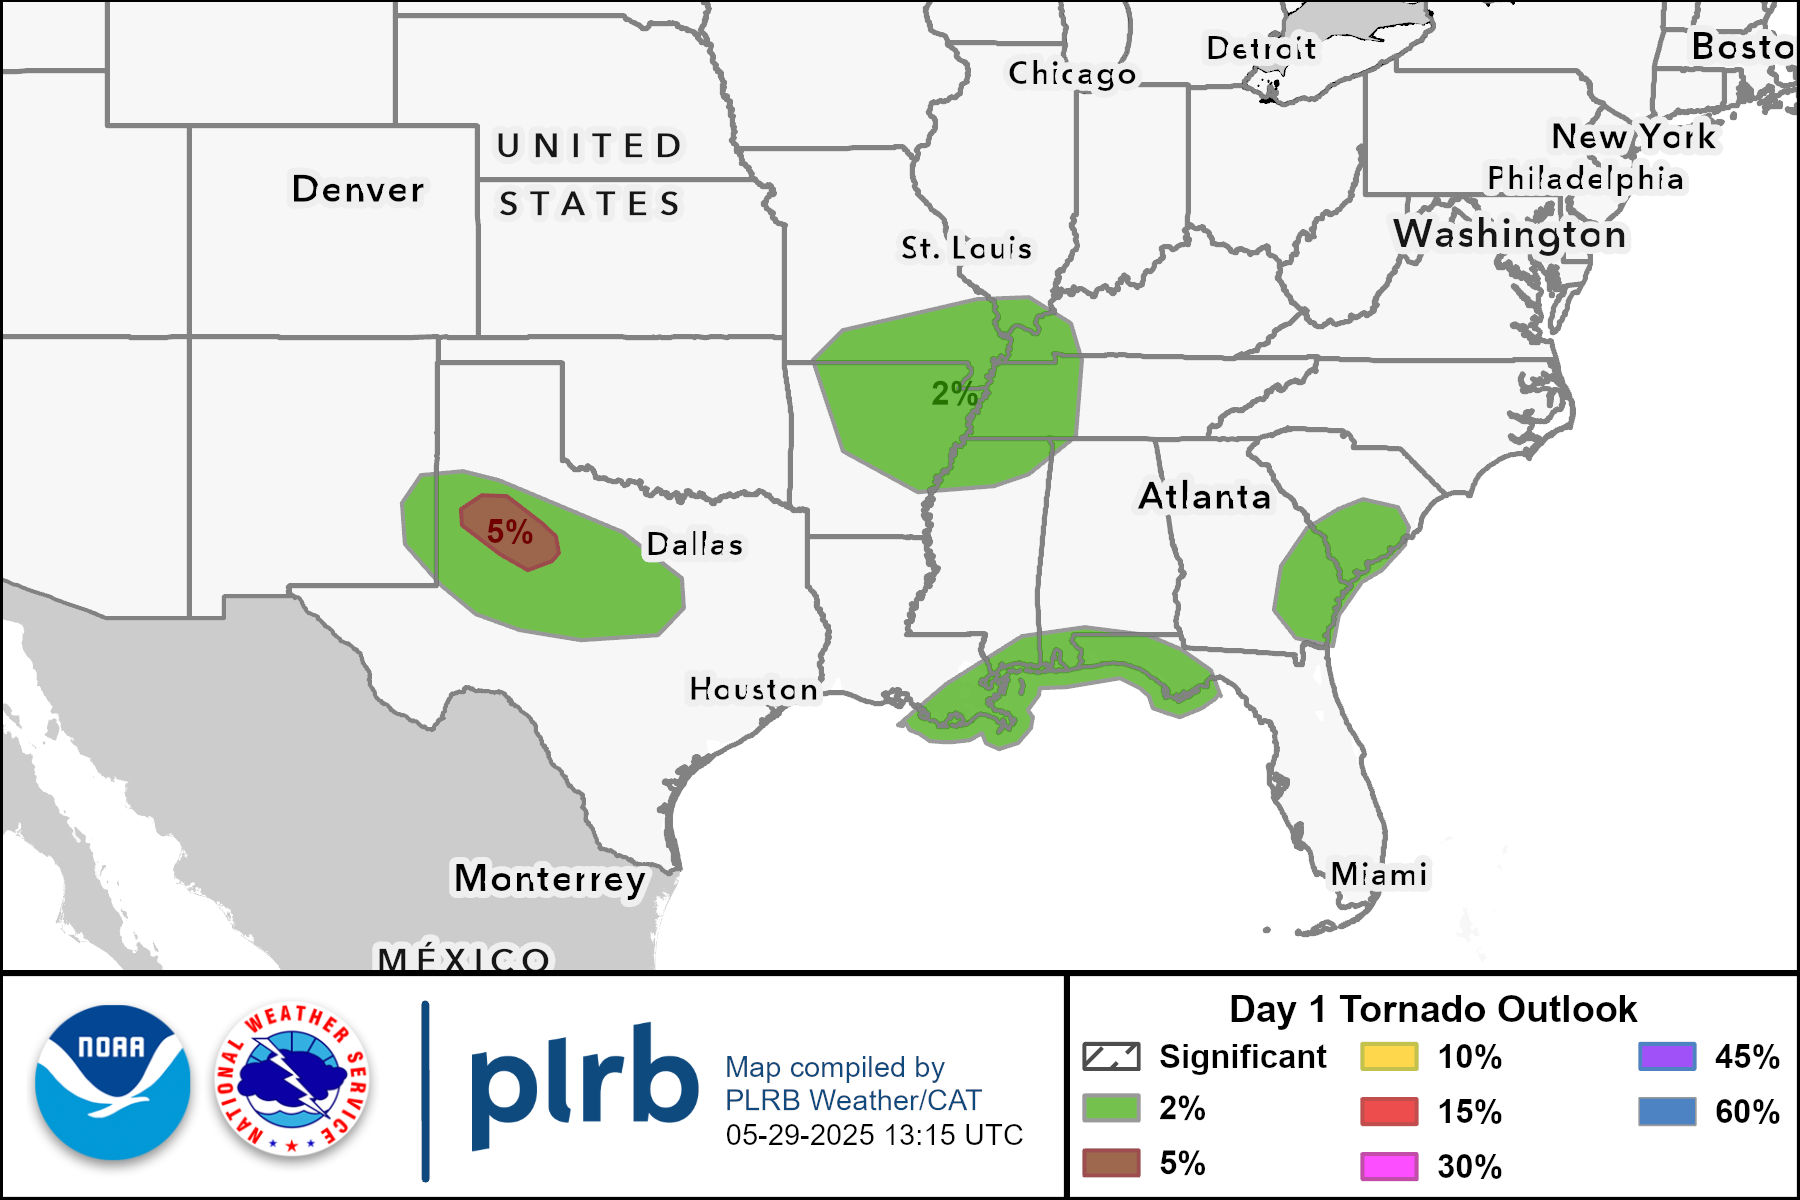 Detroit
Bosto
Chicago
New York
UNITED
Philadelphia
Denver
STATES
Washington
St. Louis
2%
Atlanta
5%
Dallas
Houston
Miami
Monterrey
MÉXICO
NOAA
NATIONAL WEATHER SERVICE
plrb
Map compiled by
PLRB Weather/CAT
05-29-2025 13:15 UTC
Day 1 Tornado Outlook
Significant
2%
5%
10%
15%
30%
45%
60%